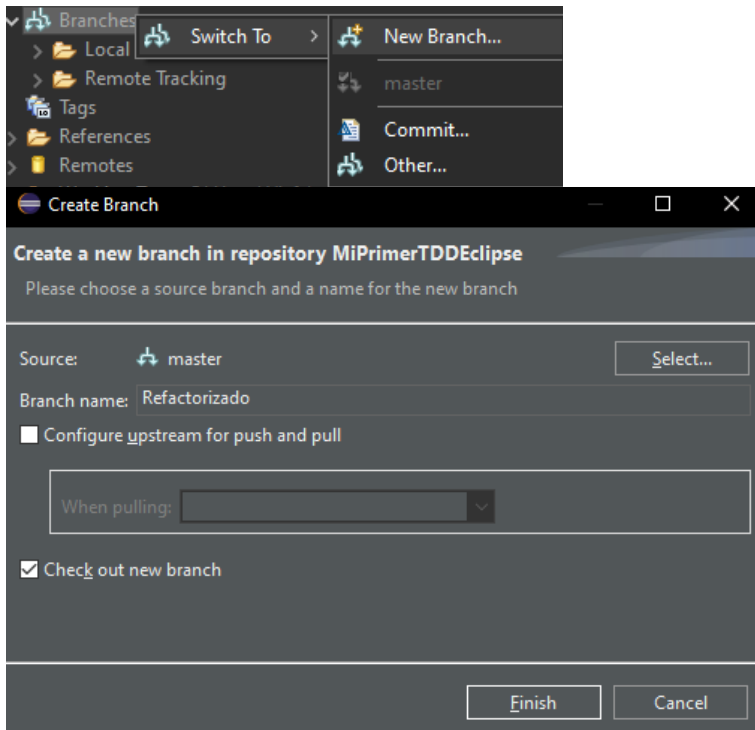 Branches
Switch To
New Branch...
Local
Remote Tracking
master
Tags
References
Commit...
Remotes
Other...
Create Branch
Create a new branch in repository MiPrimerTDDEclipse
Please choose a source branch and a name for the new branch
Source: master Select...
Branch name: Refactorizado
Configure upstream for push and pull
When pulling:
Check out new branch
Finish Cancel